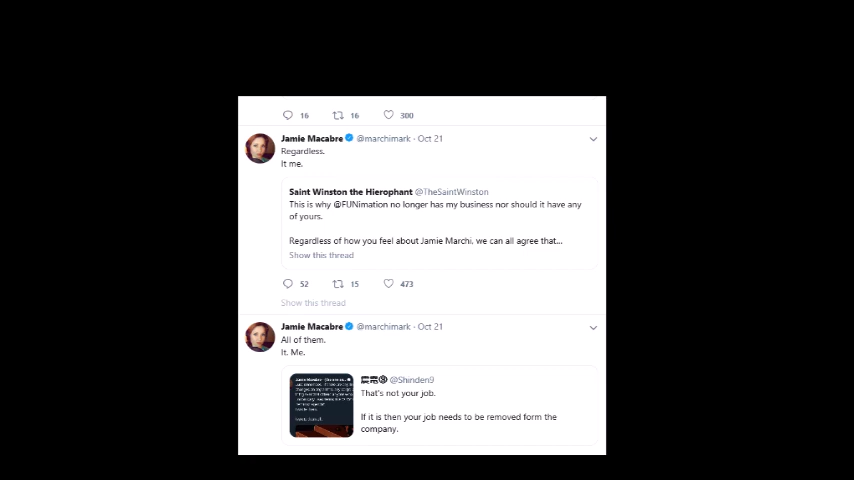 16 16 300
Jamie Macabre @marchimark · Oct 21
Regardless.
It me.
Saint Winston the Hierophant @TheSaintWinston
This is why @FUNimation no longer has my business nor should it have any
of yours.
Regardless of how you feel about Jamie Marchi, we can all agree that...
Show this thread
52 15 473
Show this thread
Jamie Macabre @marchimark · Oct 21
All of them.
It. Me.
@Shinden9
That's not your job.
If it is then your job needs to be removed form the
company.